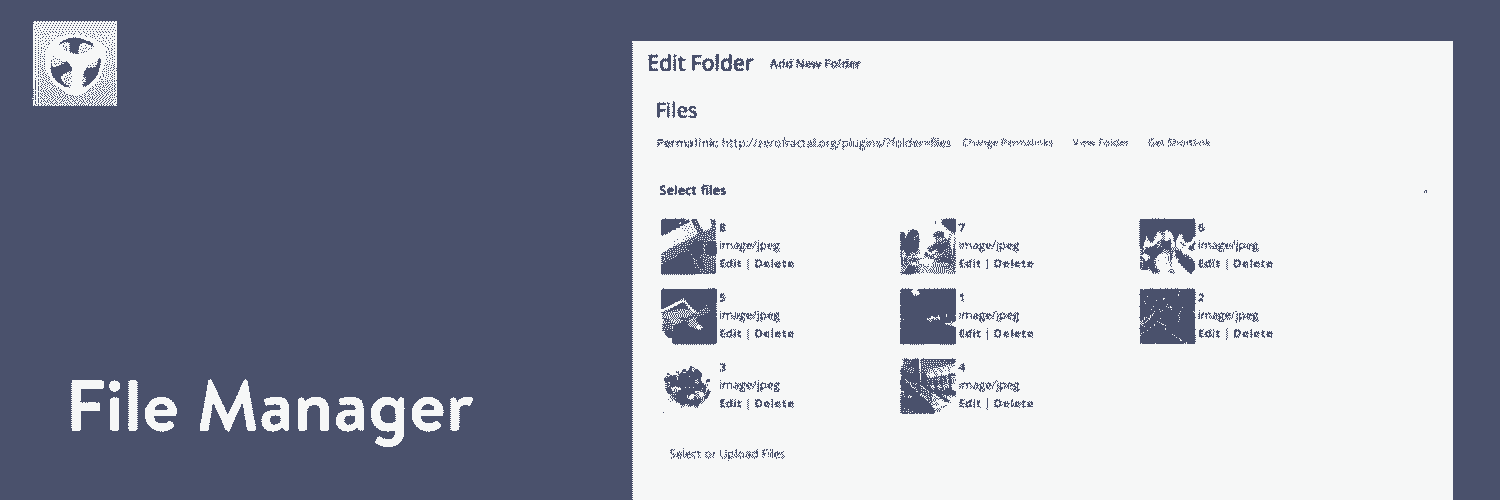 File Manager
Edit Folder Add New Folder
Files
Permalink: http://zerofractal.org/plugins/?folder=files Change Permalinks View Folder Get Shortlink
Select files
8 7 6
image/jpeg image/jpeg image/jpeg
Edit | Delete Edit | Delete Edit | Delete
5 1 2
image/jpeg image/jpeg image/jpeg
Edit | Delete Edit | Delete Edit | Delete
3 4
image/jpeg image/jpeg
Edit | Delete Edit | Delete
Select or Upload Files